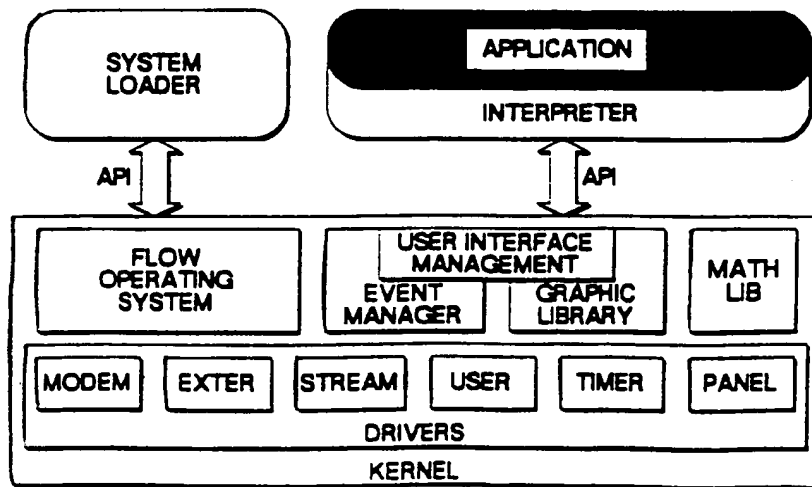 SYSTEM
LOADER
APPLICATION
INTERPRETER
API
API
FLOW
OPERATING
SYSTEM
USER INTERFACE
MANAGEMENT
EVENT
MANAGER
GRAPHIC
LIBRARY
MATH
LIB
MODEM
EXTER
STREAM
USER
TIMER
PANEL
DRIVERS
KERNEL